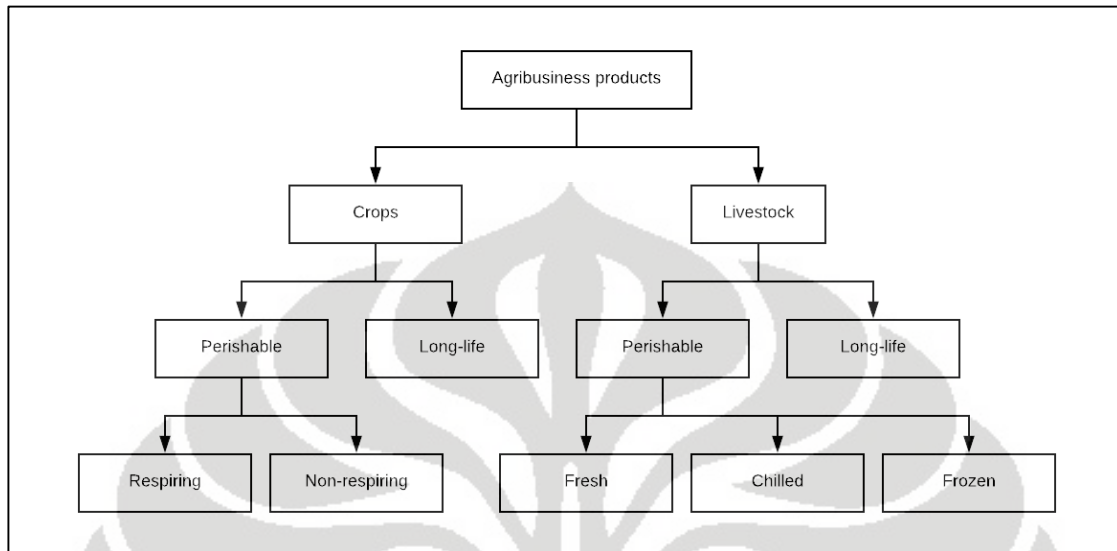 Agribusiness products
Crops
Livestock
Perishable
Long-life
Perishable
Long-life
Respiring
Non-respiring
Fresh
Chilled
Frozen